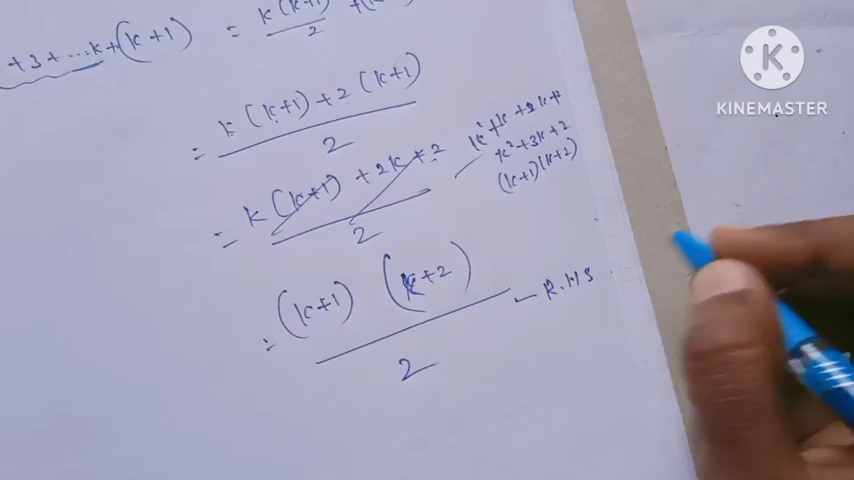 + 3 + ...k + (k+1) = k(k+1)/2 + (k
= k(k+1) + 2(k+1) / 2
= k(k+1) + 2k + 2 / 2
k² + k + 2k + 2
k² + 3k + 2
(k+1)(k+2)
= (k+1) (k+2) / 2 – R.H.S
K
KINEMASTER